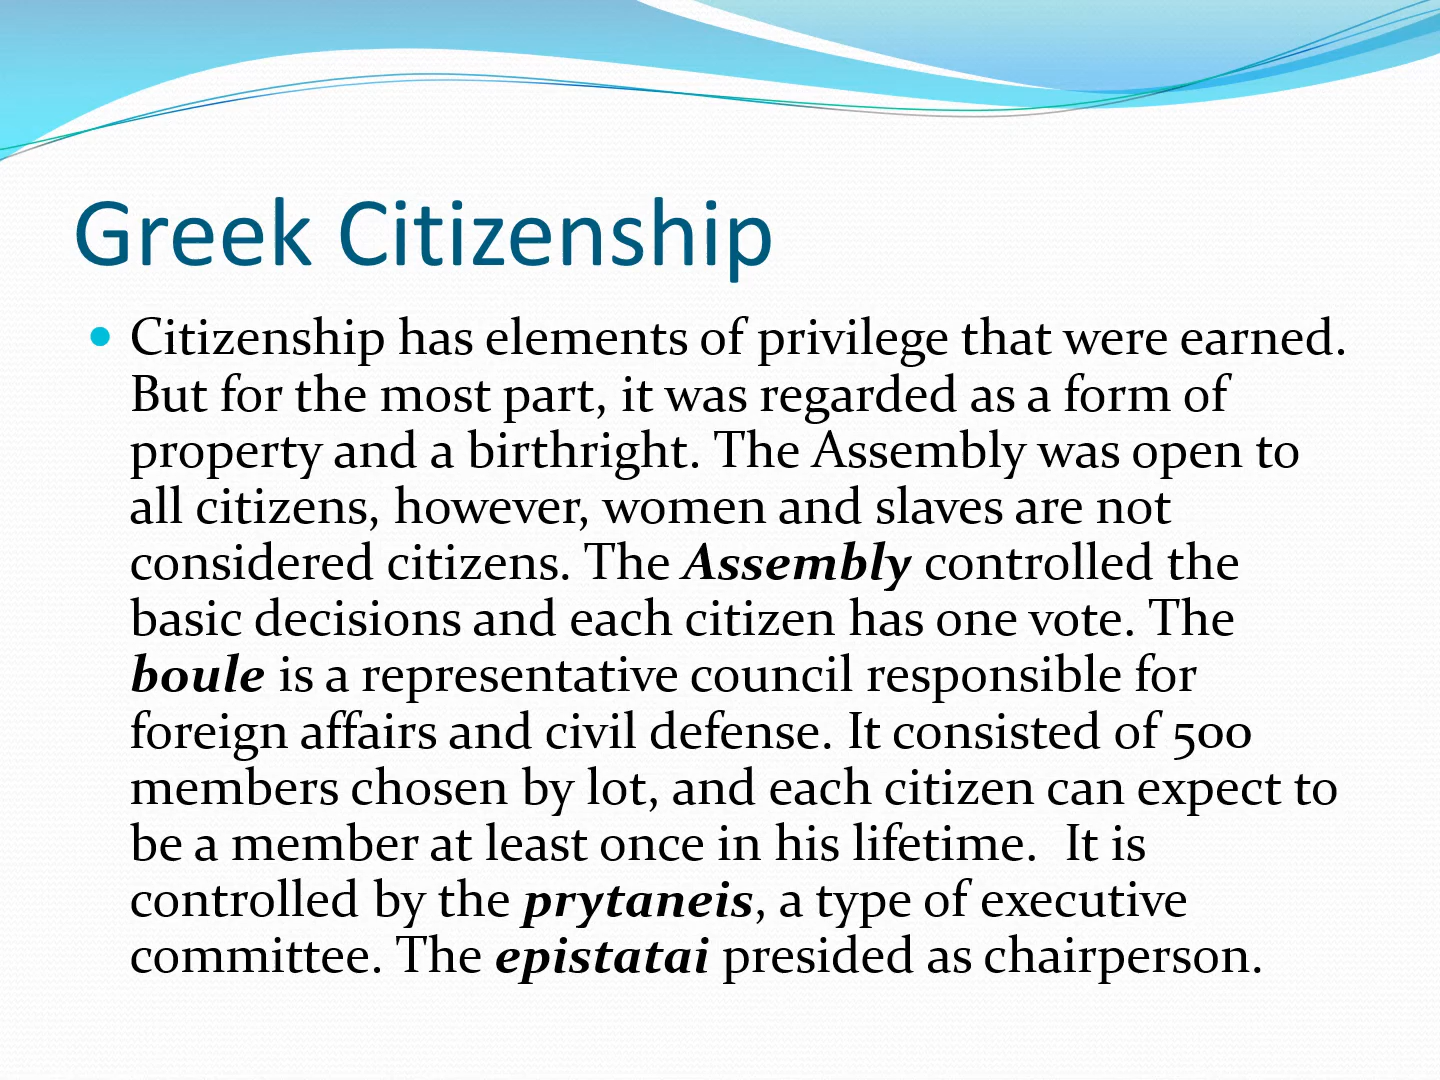 Greek Citizenship
• Citizenship has elements of privilege that were earned.
But for the most part, it was regarded as a form of
property and a birthright. The Assembly was open to
all citizens, however, women and slaves are not
considered citizens. The Assembly controlled the
basic decisions and each citizen has one vote. The
boule is a representative council responsible for
foreign affairs and civil defense. It consisted of 500
members chosen by lot, and each citizen can expect to
be a member at least once in his lifetime.  It is
controlled by the prytaneis, a type of executive
committee. The epistatai presided as chairperson.